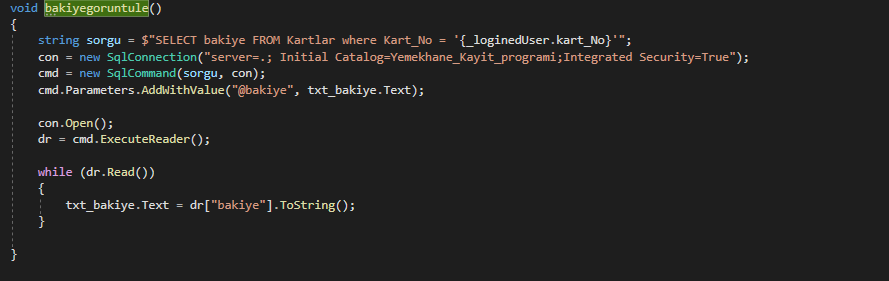 void bakiyegoruntule()
{
string sorgu = $"SELECT bakiye FROM Kartlar where Kart_No = '{_loginedUser.kart_No}'";
con = new SqlConnection("server=.; Initial Catalog=Yemekhane_Kayit_programi;Integrated Security=True");
cmd = new SqlCommand(sorgu, con);
cmd.Parameters.AddWithValue("@bakiye", txt_bakiye.Text);
con.Open();
dr = cmd.ExecuteReader();
while (dr.Read())
{
txt_bakiye.Text = dr["bakiye"].ToString();
}
}